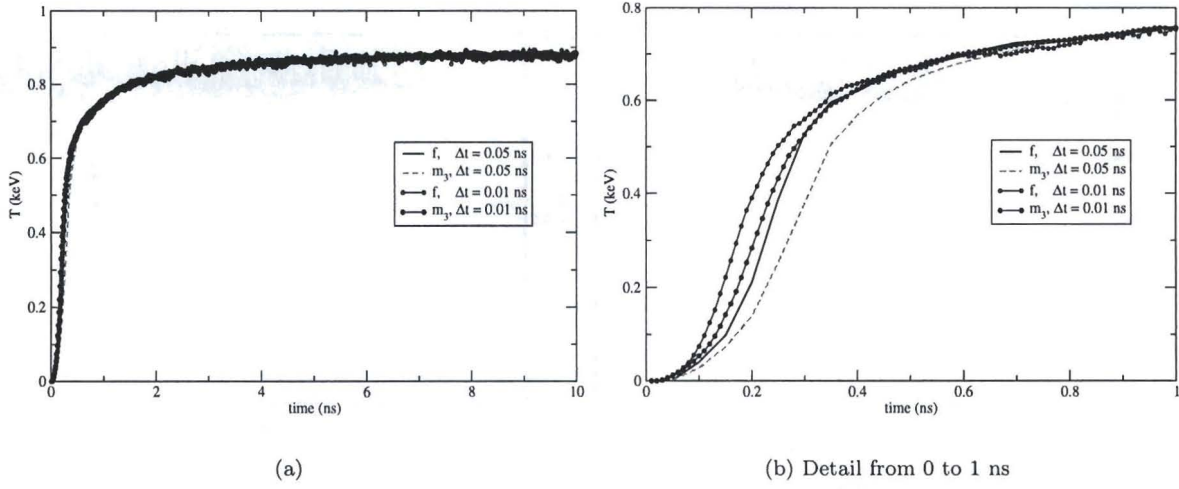 1
0.8
0.6
0.4
0.2
0
T (keV)
0 2 4 6 8 10
time (ns)
f, Δt = 0.05 ns
m₃, Δt = 0.05 ns
f, Δt = 0.01 ns
m₃, Δt = 0.01 ns
(a)
0.8
0.6
0.4
0.2
0
T (keV)
0 0.2 0.4 0.6 0.8 1
time (ns)
f, Δt = 0.05 ns
m₃, Δt = 0.05 ns
f, Δt = 0.01 ns
m₃, Δt = 0.01 ns
(b) Detail from 0 to 1 ns